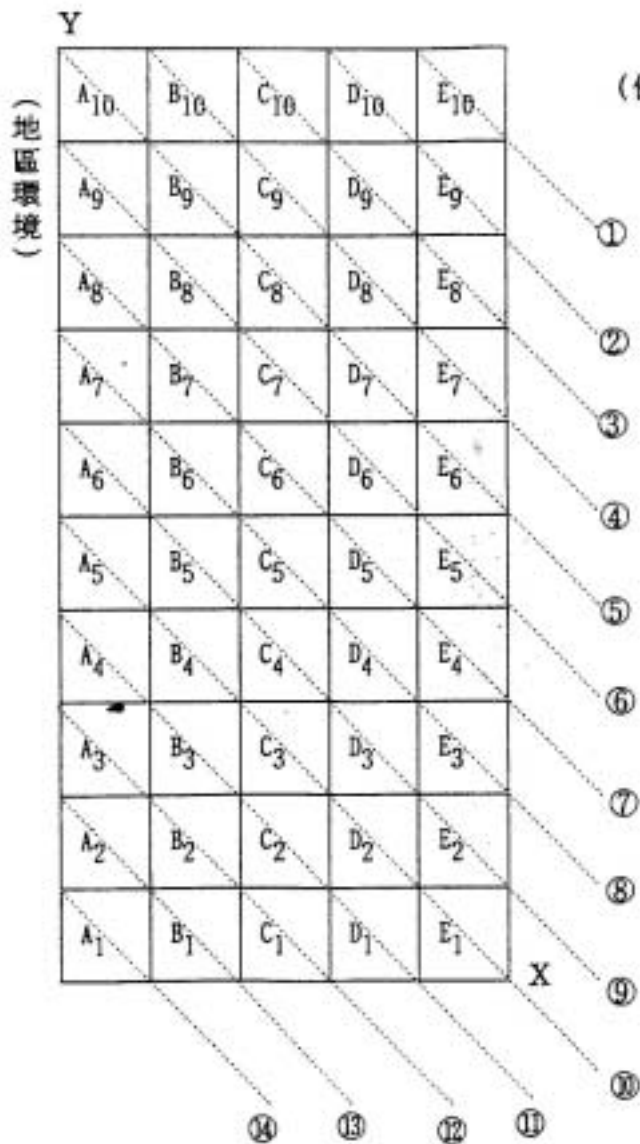 Y
(地區環境)
A10 B10 C10 D10 E10
A9 B9 C9 D9 E9
①
A8 B8 C8 D8 E8
②
A7 B7 C7 D7 E7
③
A6 B6 C6 D6 E6
④
A5 B5 C5 D5 E5
⑤
A4 B4 C4 D4 E4
⑥
A3 B3 C3 D3 E3
⑦
A2 B2 C2 D2 E2
⑧
A1 B1 C1 D1 E1
X
⑨
⑩
⑭ ⑬ ⑫ ⑪